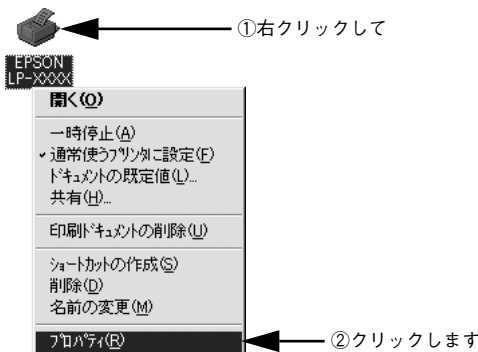 ①右クリックして
EPSON
LP-XXXX
開く(O)
一時停止(A)
✓通常使うプリンタに設定(F)
ドキュメントの既定値(L)...
共有(H)...
印刷ドキュメントの削除(U)
ショートカットの作成(S)
削除(D)
名前の変更(M)
プロパティ(R)
②クリックします